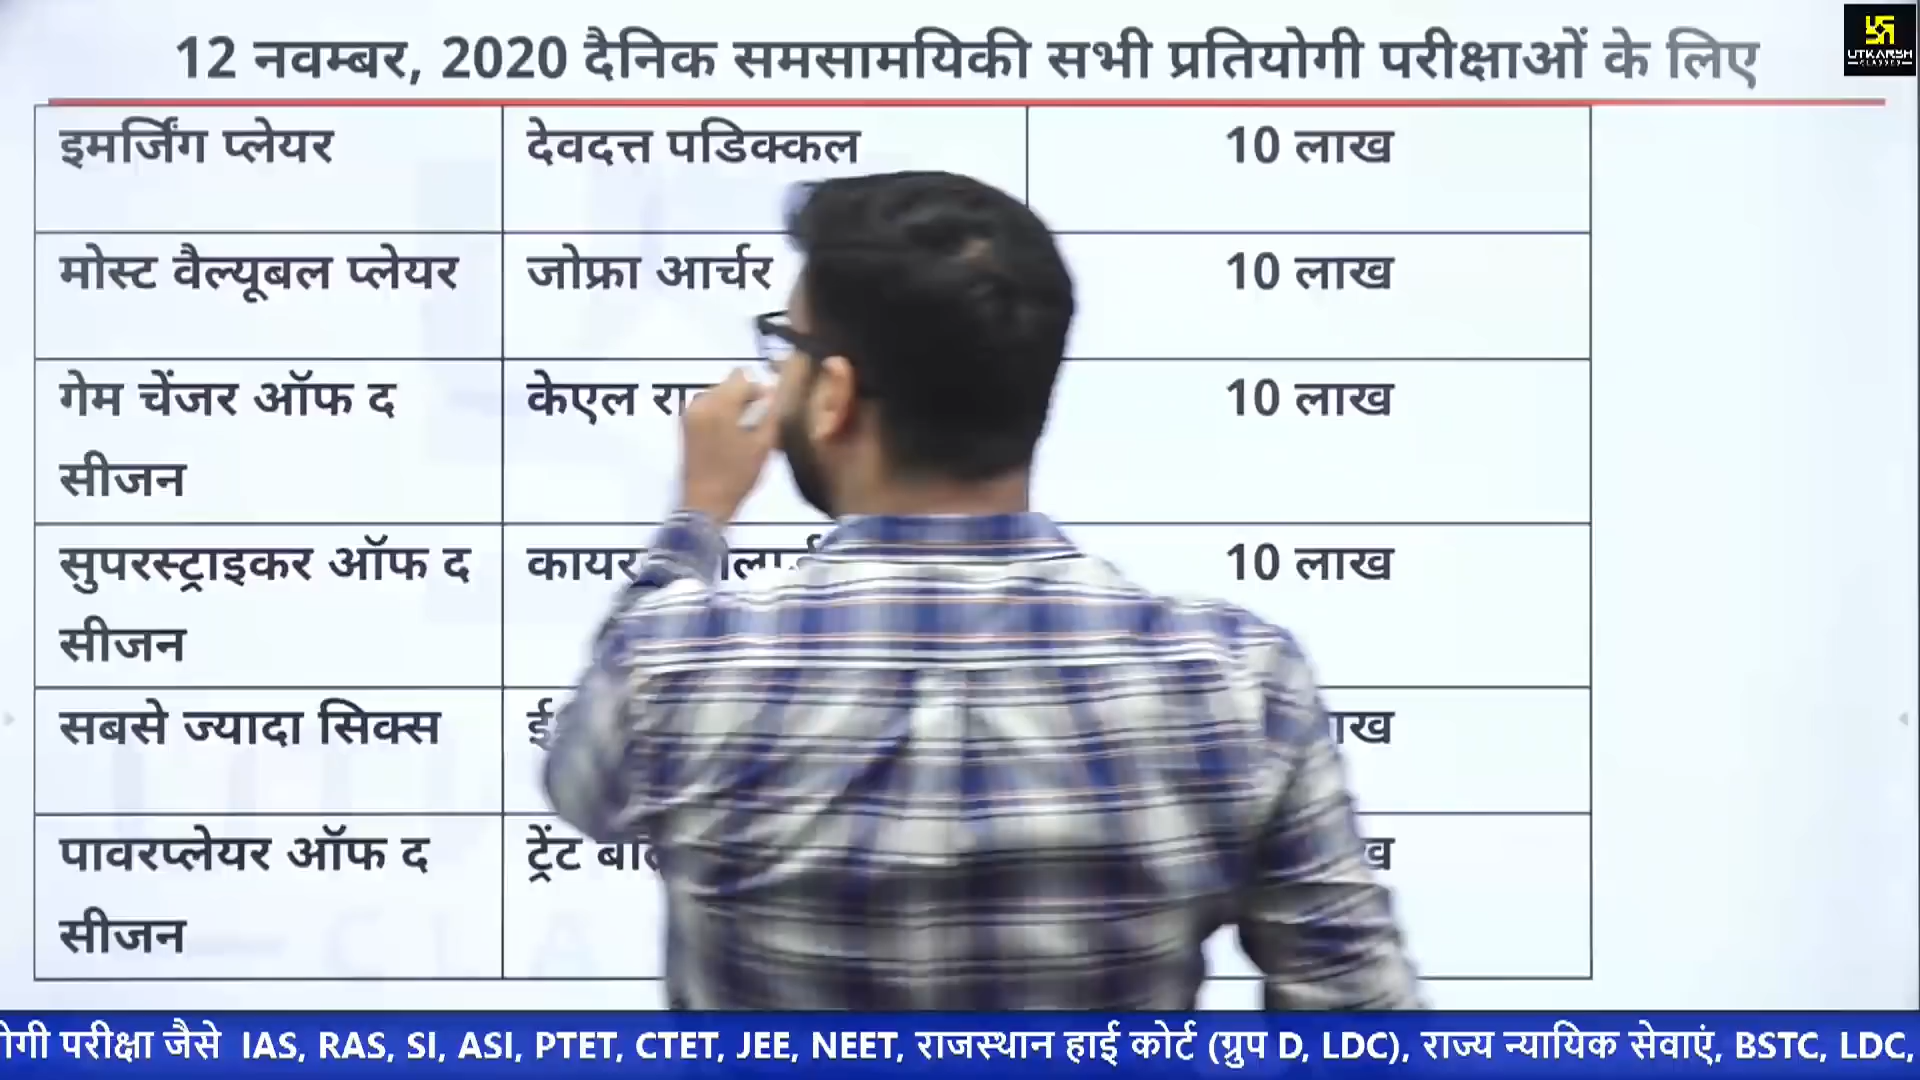 12 नवम्बर, 2020 दैनिक समसामयिकी सभी प्रतियोगी परीक्षाओं के लिए
UTKARSH
CLASSES
इमर्जिंग प्लेयर देवदत्त पडिक्कल 10 लाख
मोस्ट वैल्यूबल प्लेयर जोफ्रा आर्चर 10 लाख
गेम चेंजर ऑफ द केएल 10 लाख
सीजन
सुपरस्ट्राइकर ऑफ द 10 लाख
सीजन
सबसे ज्यादा सिक्स
पावरप्लेयर ऑफ द ट्रेंट
सीजन
परीक्षा जैसे IAS, RAS, SI, ASI, PTET, CTET, JEE, NEET, राजस्थान हाई कोर्ट (ग्रुप D, LDC), राज्य न्यायिक सेवाएं, BSTC, LDC,